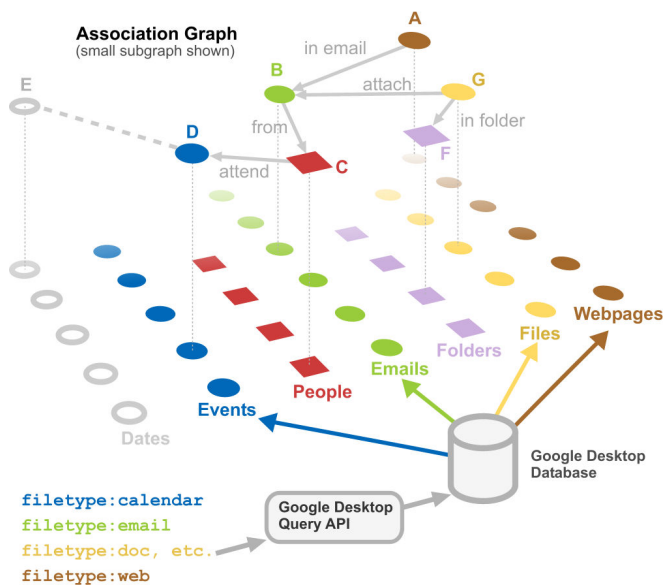 Association Graph
(small subgraph shown)
A
in email
B
attach
G
E
from
in folder
D
F
attend
C
Webpages
Files
Folders
Emails
People
Events
Dates
Google Desktop
Database
filetype:calendar
filetype:email
filetype:doc, etc.
filetype:web
Google Desktop
Query API